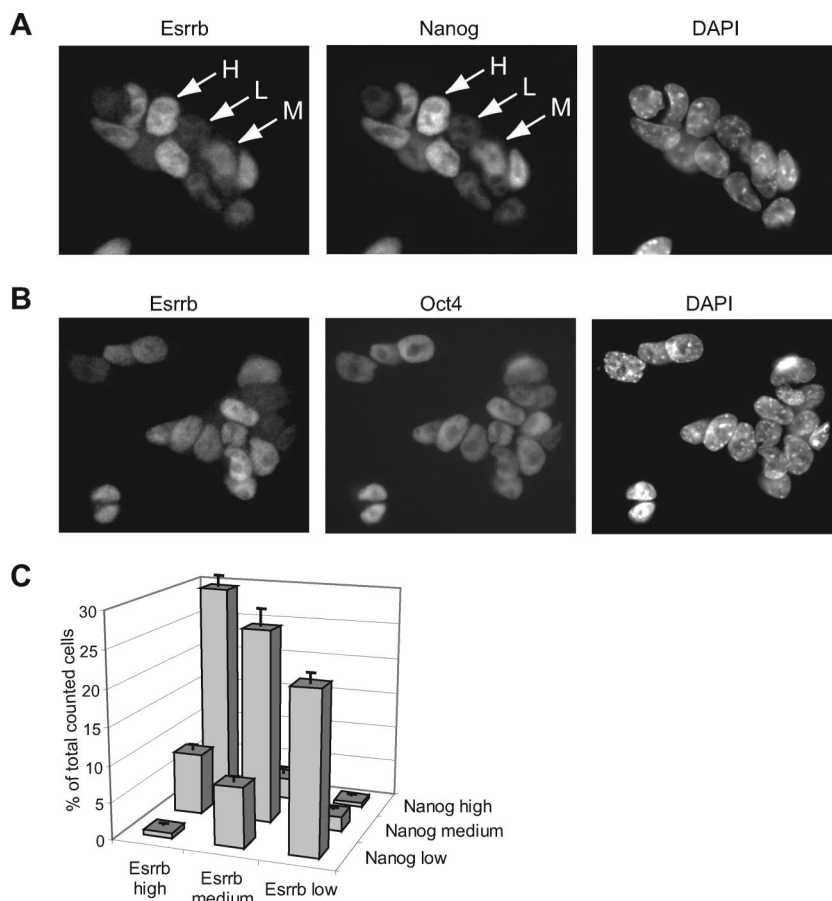 A
Esrrb
Nanog
DAPI
H
L
M
H
L
M
B
Esrrb
Oct4
DAPI
C
% of total counted cells
30
25
20
15
10
5
0
Esrrb high
Esrrb medium
Esrrb low
Nanog high
Nanog medium
Nanog low